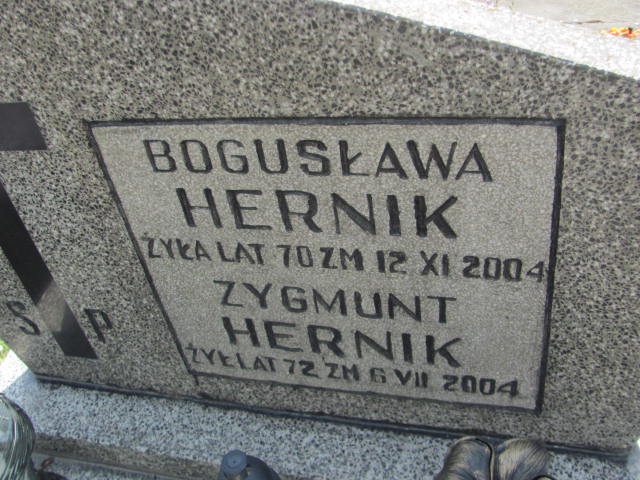 BOGUSŁAWA
HERNIK
ŻYŁA LAT 70 ZM 12 XI 2004
ZYGMUNT
HERNIK
ŻYŁ LAT 72 ZM 6 VII 2004
S P